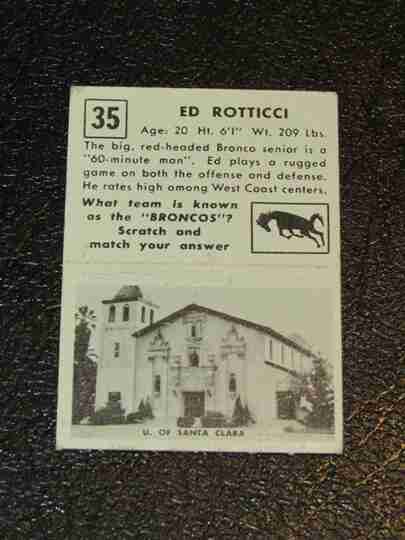 35
ED ROTTICCI
Age: 20 Ht. 6'1" Wt. 209 Lbs.
The big, red-headed Bronco senior is a
"60-minute man". Ed plays a rugged
game on both the offense and defense.
He rates high among West Coast centers.
What team is known
as the "BRONCOS"?
Scratch and
match your answer
U. OF SANTA CLARA